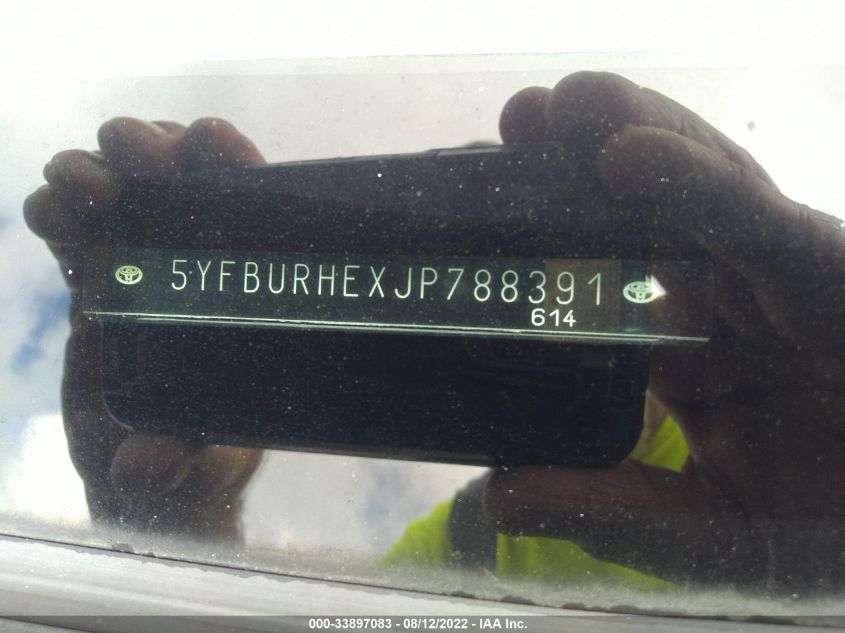 5YFBURHEXJP788391
614
000-33897083 - 08/12/2022 - IAA Inc.